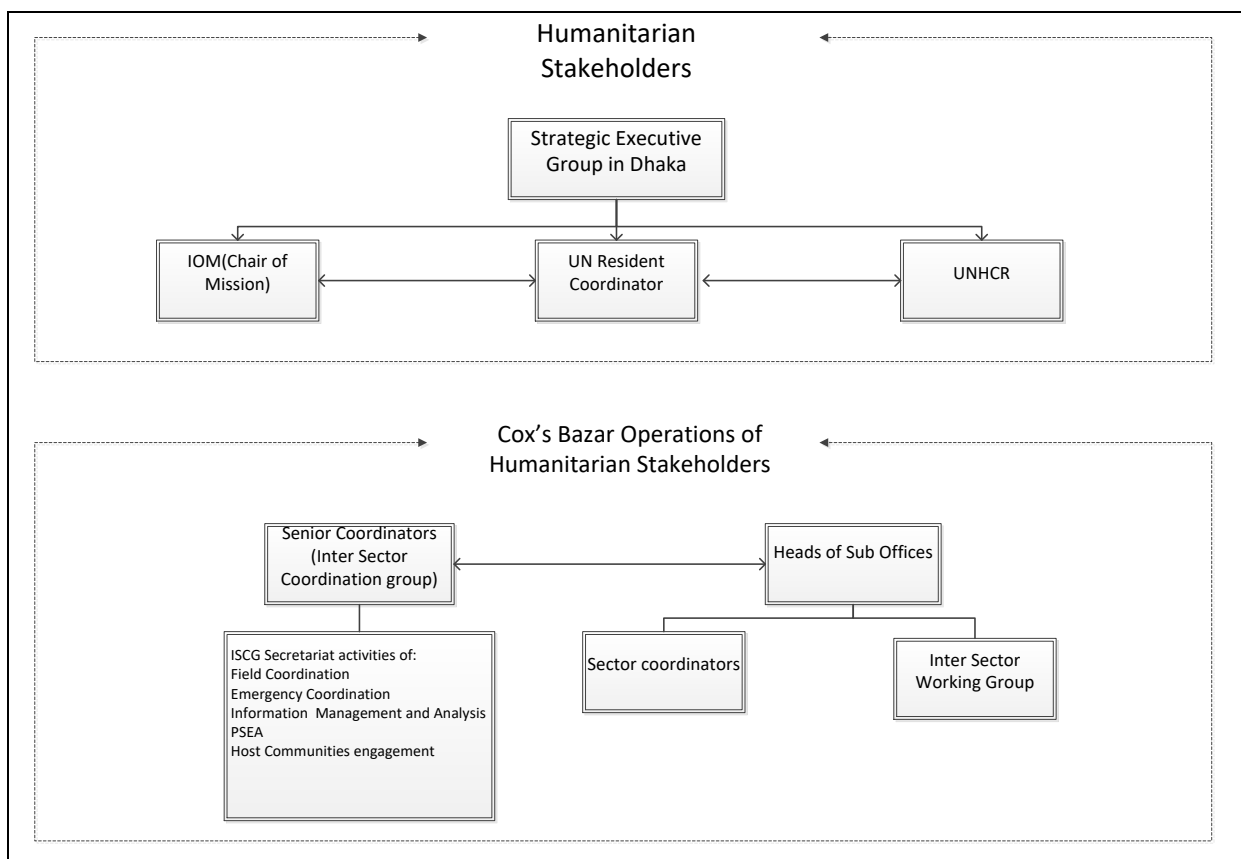 Humanitarian
Stakeholders
Strategic Executive
Group in Dhaka
IOM(Chair of
Mission)
UN Resident
Coordinator
UNHCR
Cox’s Bazar Operations of
Humanitarian Stakeholders
Senior Coordinators
(Inter Sector
Coordination group)
Heads of Sub Offices
ISCG Secretariat activities of:
Field Coordination
Emergency Coordination
Information Management and Analysis
PSEA
Host Communities engagement
Sector coordinators
Inter Sector
Working Group